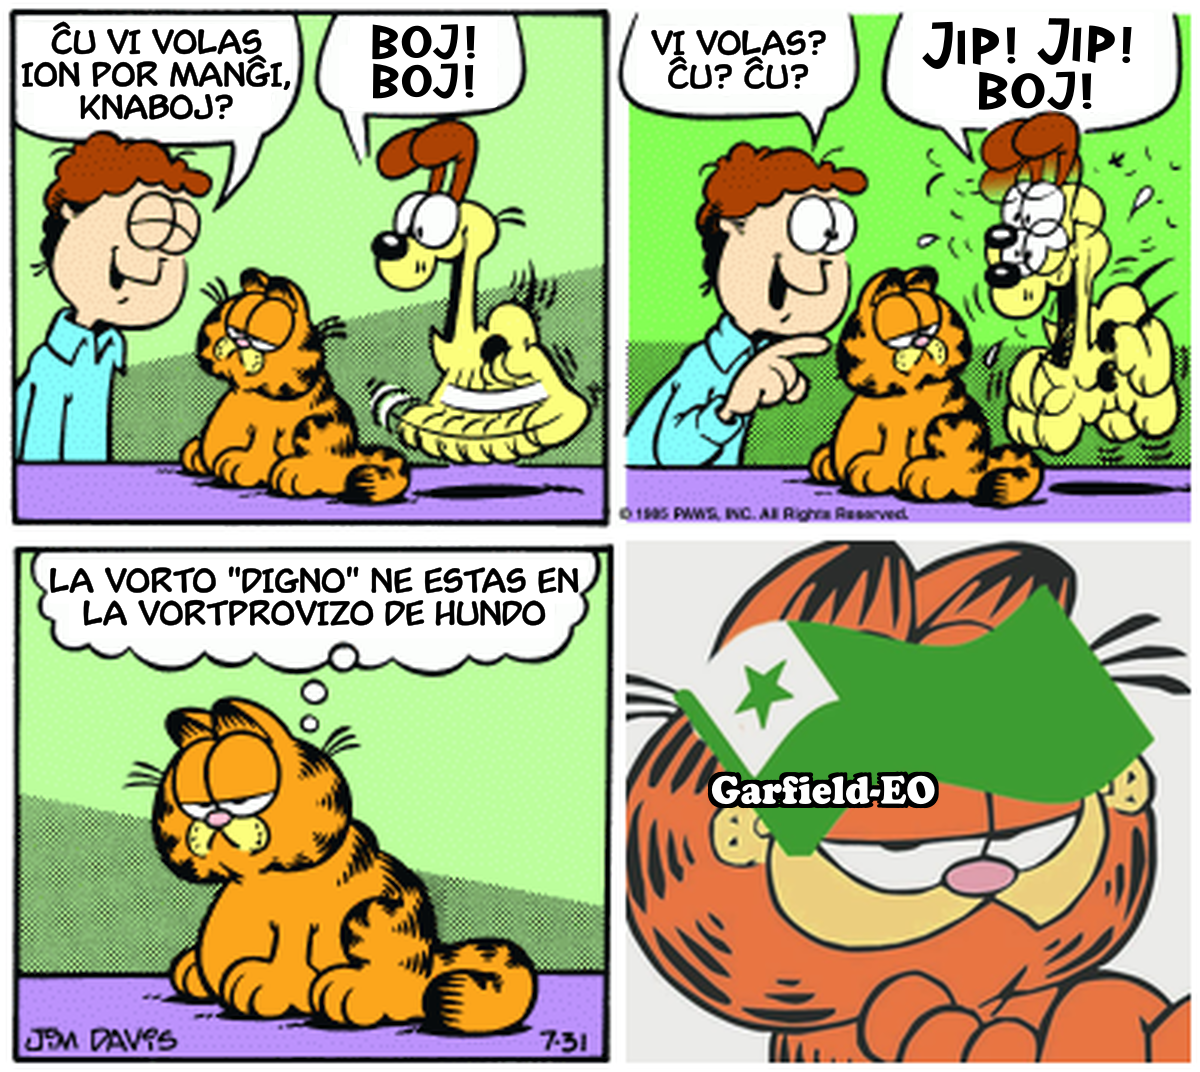 ĈU VI VOLAS
ION POR MANĜI,
KNABOJ?
BOJ!
BOJ!
VI VOLAS?
ĈU? ĈU?
JIP! JIP!
BOJ!
© 1985 PAWS, INC. All Rights Reserved.
LA VORTO "DIGNO" NE ESTAS EN
LA VORTPROVIZO DE HUNDO
JIM DAVIS
7-31
Garfield-EO